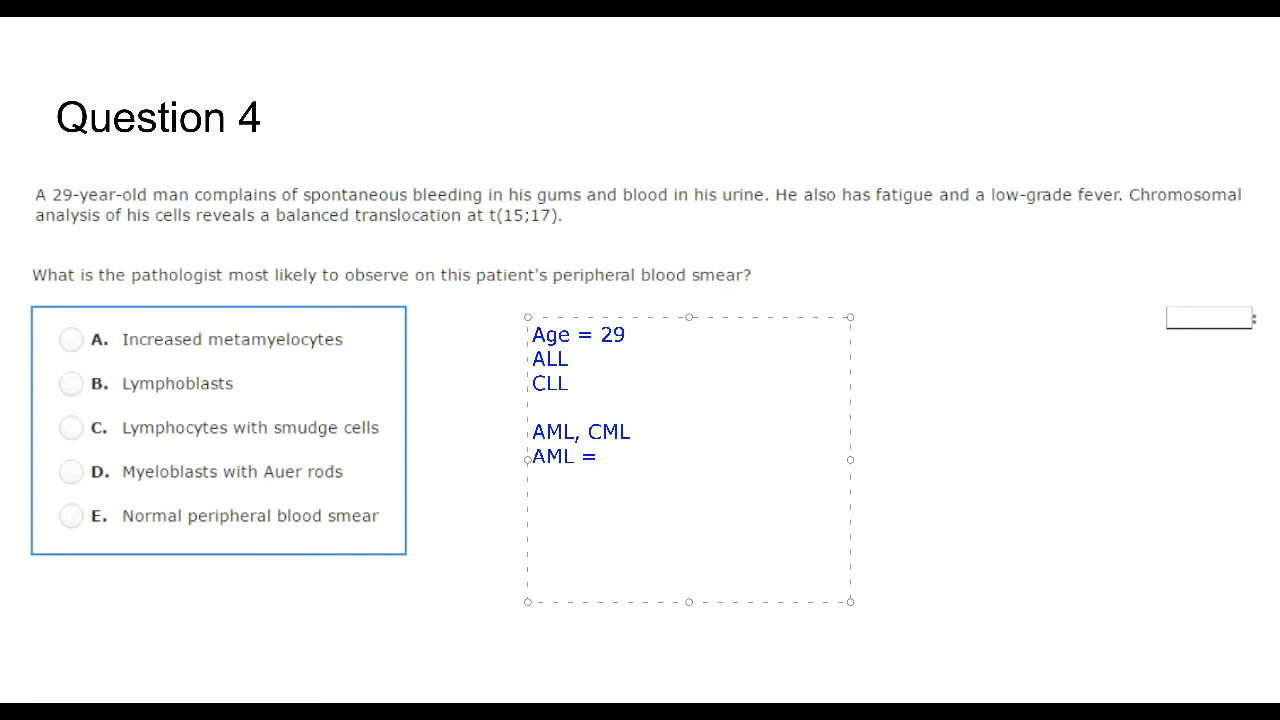 Question 4
A 29-year-old man complains of spontaneous bleeding in his gums and blood in his urine. He also has fatigue and a low-grade fever. Chromosomal
analysis of his cells reveals a balanced translocation at t(15;17).
What is the pathologist most likely to observe on this patient's peripheral blood smear?
A. Increased metamyelocytes
B. Lymphoblasts
C. Lymphocytes with smudge cells
D. Myeloblasts with Auer rods
E. Normal peripheral blood smear
Age = 29
ALL
CLL
AML, CML
AML =
: